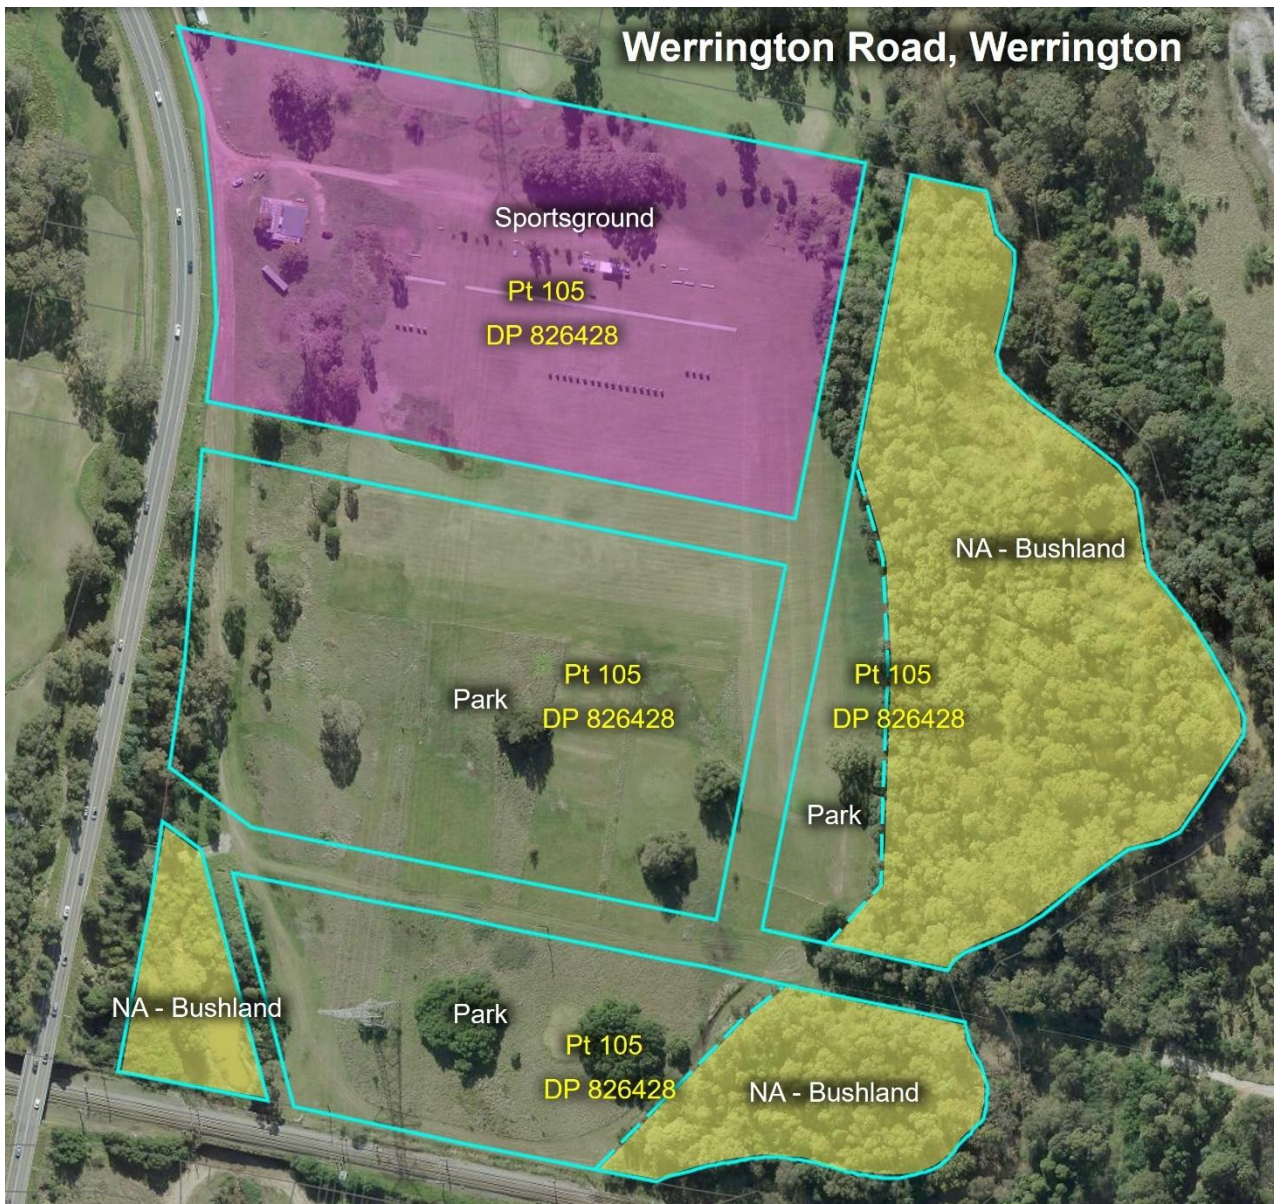 Werrington Road, Werrington
Sportsground
Pt 105
DP 826428
NA - Bushland
Park
Pt 105
DP 826428
Pt 105
DP 826428
Park
NA - Bushland
Park
Pt 105
DP 826428
NA - Bushland